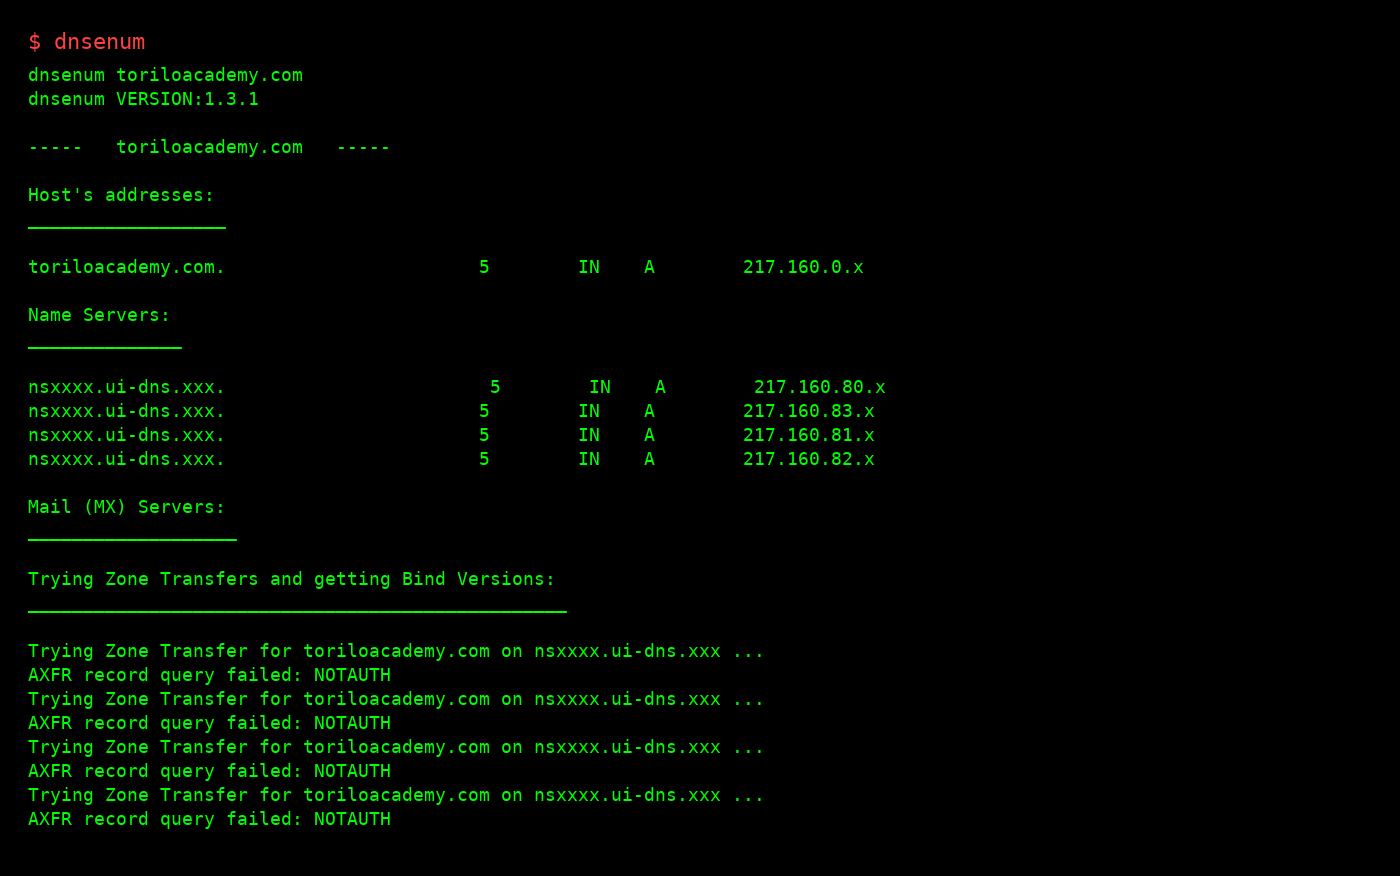 $ dnsenum
dnsenum toriloacademy.com
dnsenum VERSION:1.3.1
-----   toriloacademy.com   -----
Host's addresses:
__________________
toriloacademy.com.                       5        IN    A        217.160.0.x
Name Servers:
______________
nsxxxx.ui-dns.xxx.                        5        IN    A        217.160.80.x
nsxxxx.ui-dns.xxx.                       5        IN    A        217.160.83.x
nsxxxx.ui-dns.xxx.                       5        IN    A        217.160.81.x
nsxxxx.ui-dns.xxx.                       5        IN    A        217.160.82.x
Mail (MX) Servers:
___________________
Trying Zone Transfers and getting Bind Versions:
_________________________________________________
Trying Zone Transfer for toriloacademy.com on nsxxxx.ui-dns.xxx ...
AXFR record query failed: NOTAUTH
Trying Zone Transfer for toriloacademy.com on nsxxxx.ui-dns.xxx ...
AXFR record query failed: NOTAUTH
Trying Zone Transfer for toriloacademy.com on nsxxxx.ui-dns.xxx ...
AXFR record query failed: NOTAUTH
Trying Zone Transfer for toriloacademy.com on nsxxxx.ui-dns.xxx ...
AXFR record query failed: NOTAUTH